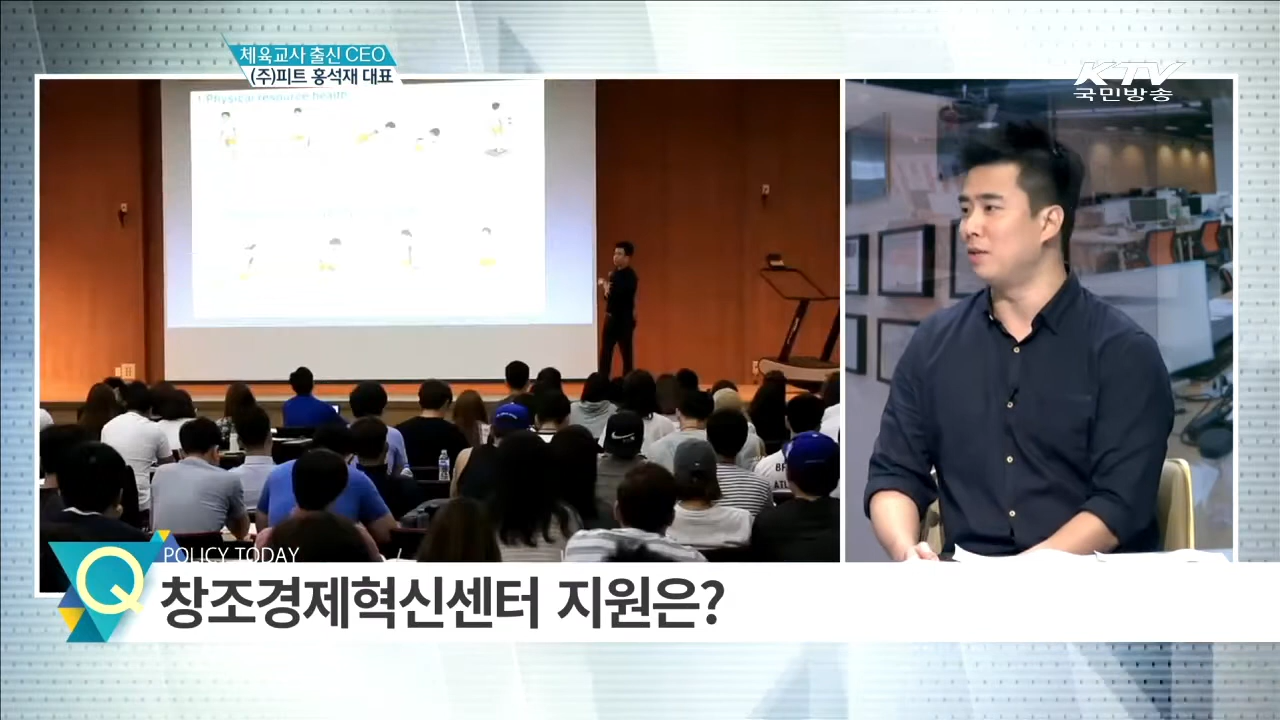 체육교사 출신 CEO
(주)피트 홍석재 대표
KTV
국민방송
1 Physical resource health
Q
POLICY TODAY
창조경제혁신센터 지원은?